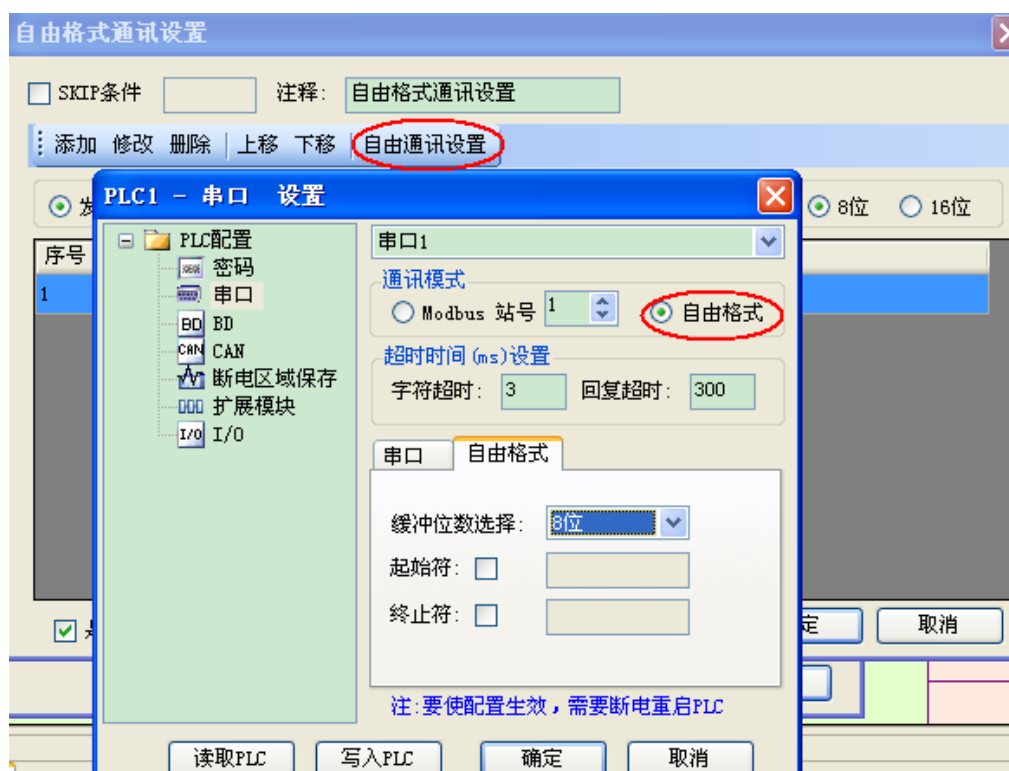 自由格式通讯设置
SKIP条件 注释: 自由格式通讯设置
添加 修改 删除 上移 下移 自由通讯设置
8位 16位
序号
1
PLC1 - 串口 设置
PLC配置
密码
串口
BD BD
CAN CAN
断电区域保存
扩展模块
I/O I/O
串口1
通讯模式
Modbus 站号 1 自由格式
超时时间(ms)设置
字符超时: 3 回复超时: 300
串口 自由格式
缓冲位数选择: 8位
起始符:
终止符:
注:要使配置生效，需要断电重启PLC
读取PLC 写入PLC 确定 取消
定 取消